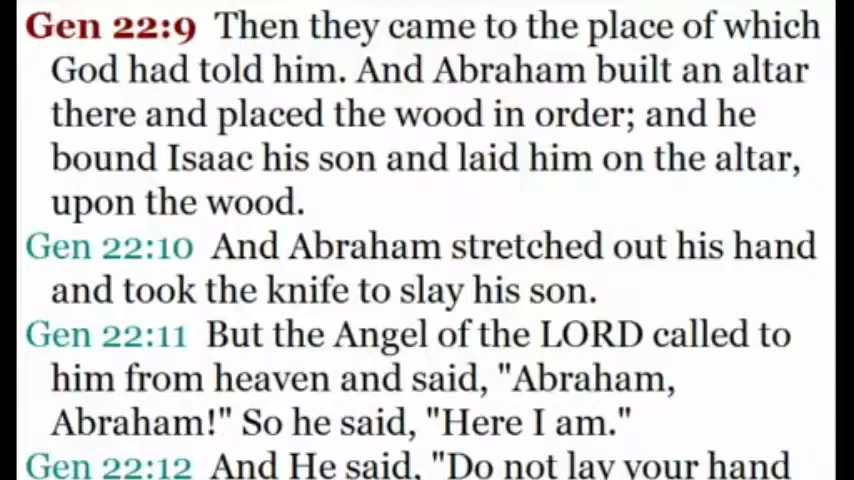 Gen 22:9 Then they came to the place of which
God had told him. And Abraham built an altar
there and placed the wood in order; and he
bound Isaac his son and laid him on the altar,
upon the wood.
Gen 22:10 And Abraham stretched out his hand
and took the knife to slay his son.
Gen 22:11 But the Angel of the LORD called to
him from heaven and said, "Abraham,
Abraham!" So he said, "Here I am."
Gen 22:12 And He said, "Do not lay your hand